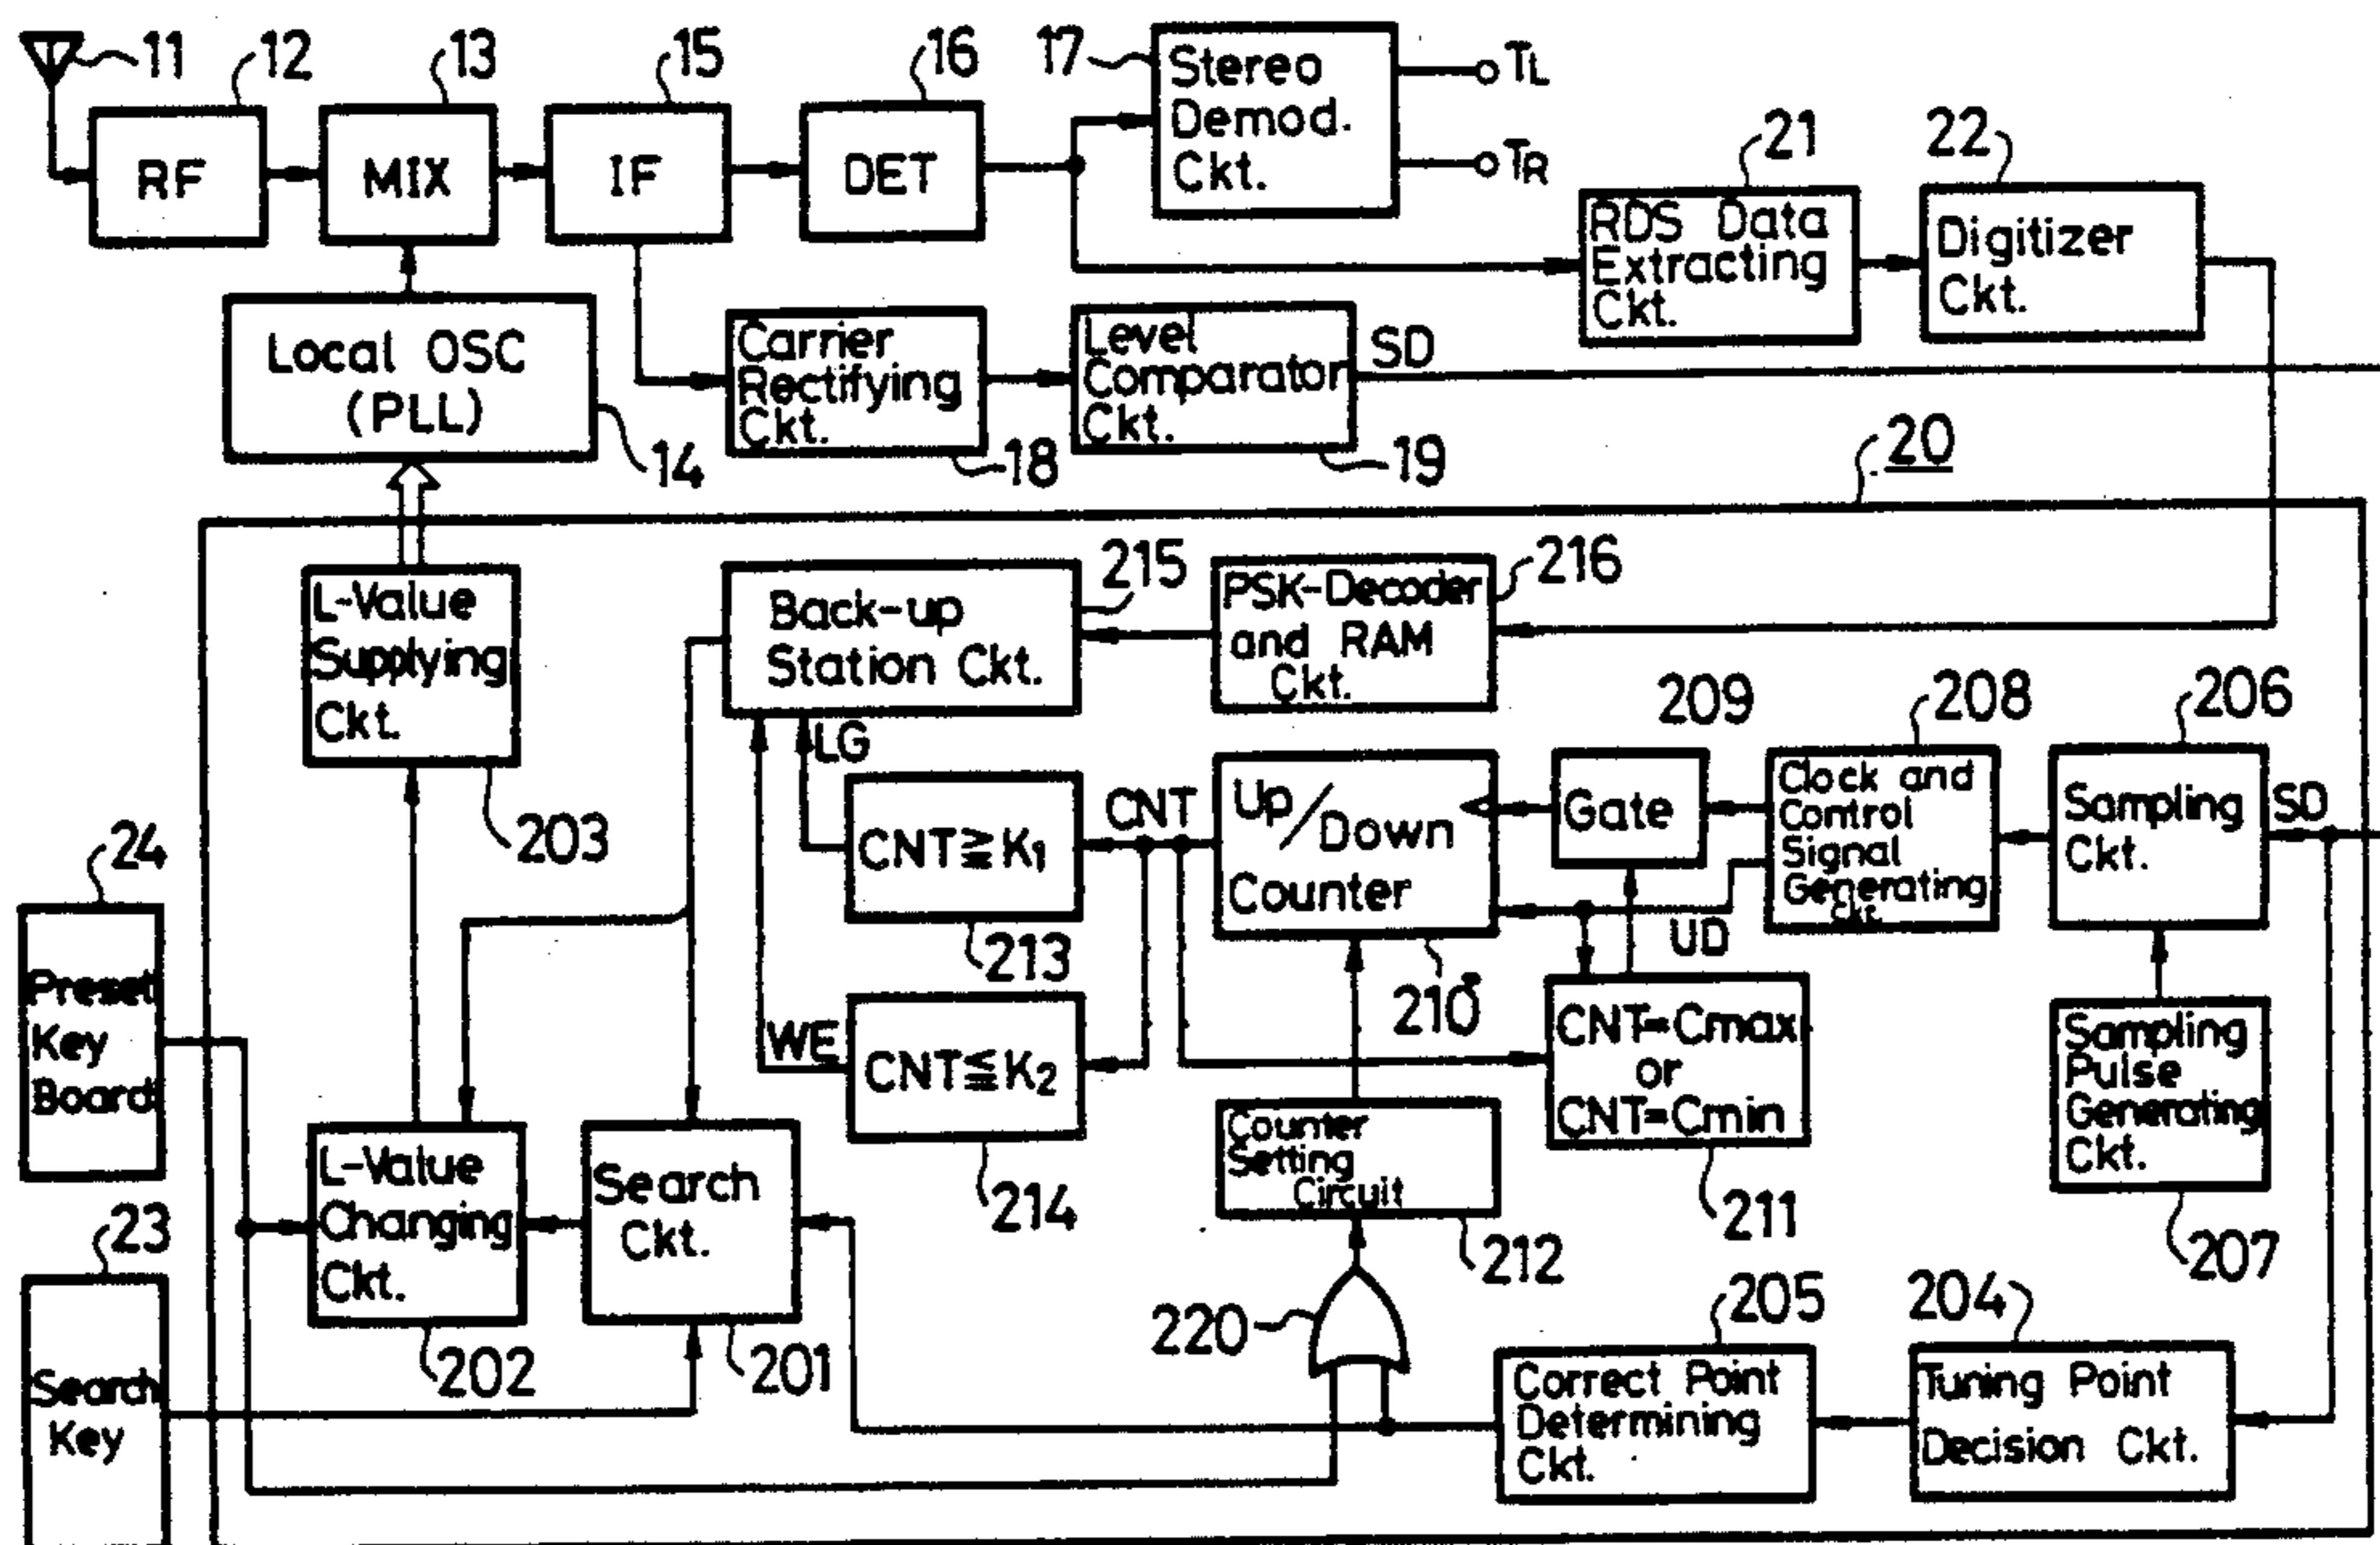 11
12
13
15
16
17
Stereo
Demod.
Ckt.
TL
TR
RF
MIX
IF
DET
21
22
RDS Data
Extracting
Ckt.
Digitizer
Ckt.
Local OSC
(PLL)
14
Carrier
Rectifying
Ckt.
18
Level
Comparator
Ckt.
19
SD
20
L-Value
Supplying
Ckt.
203
Back-up
Station Ckt.
215
PSK-Decoder
and RAM
Ckt.
216
LG
CNT≧K1
213
CNT
Up/Down
Counter
210
209
Gate
208
Clock and
Control
Signal
Generating
Ckt.
UD
206
Sampling
Ckt.
SD
24
Preset
Key
Board
WE
CNT≦K2
214
CNT=Cmax
or
CNT=Cmin
211
Sampling
Pulse
Generating
Ckt.
207
Counter
Setting
Circuit
212
23
Search
Key
L-Value
Changing
Ckt.
202
Search
Ckt.
201
220
205
Correct Point
Determining
Ckt.
204
Tuning Point
Decision Ckt.